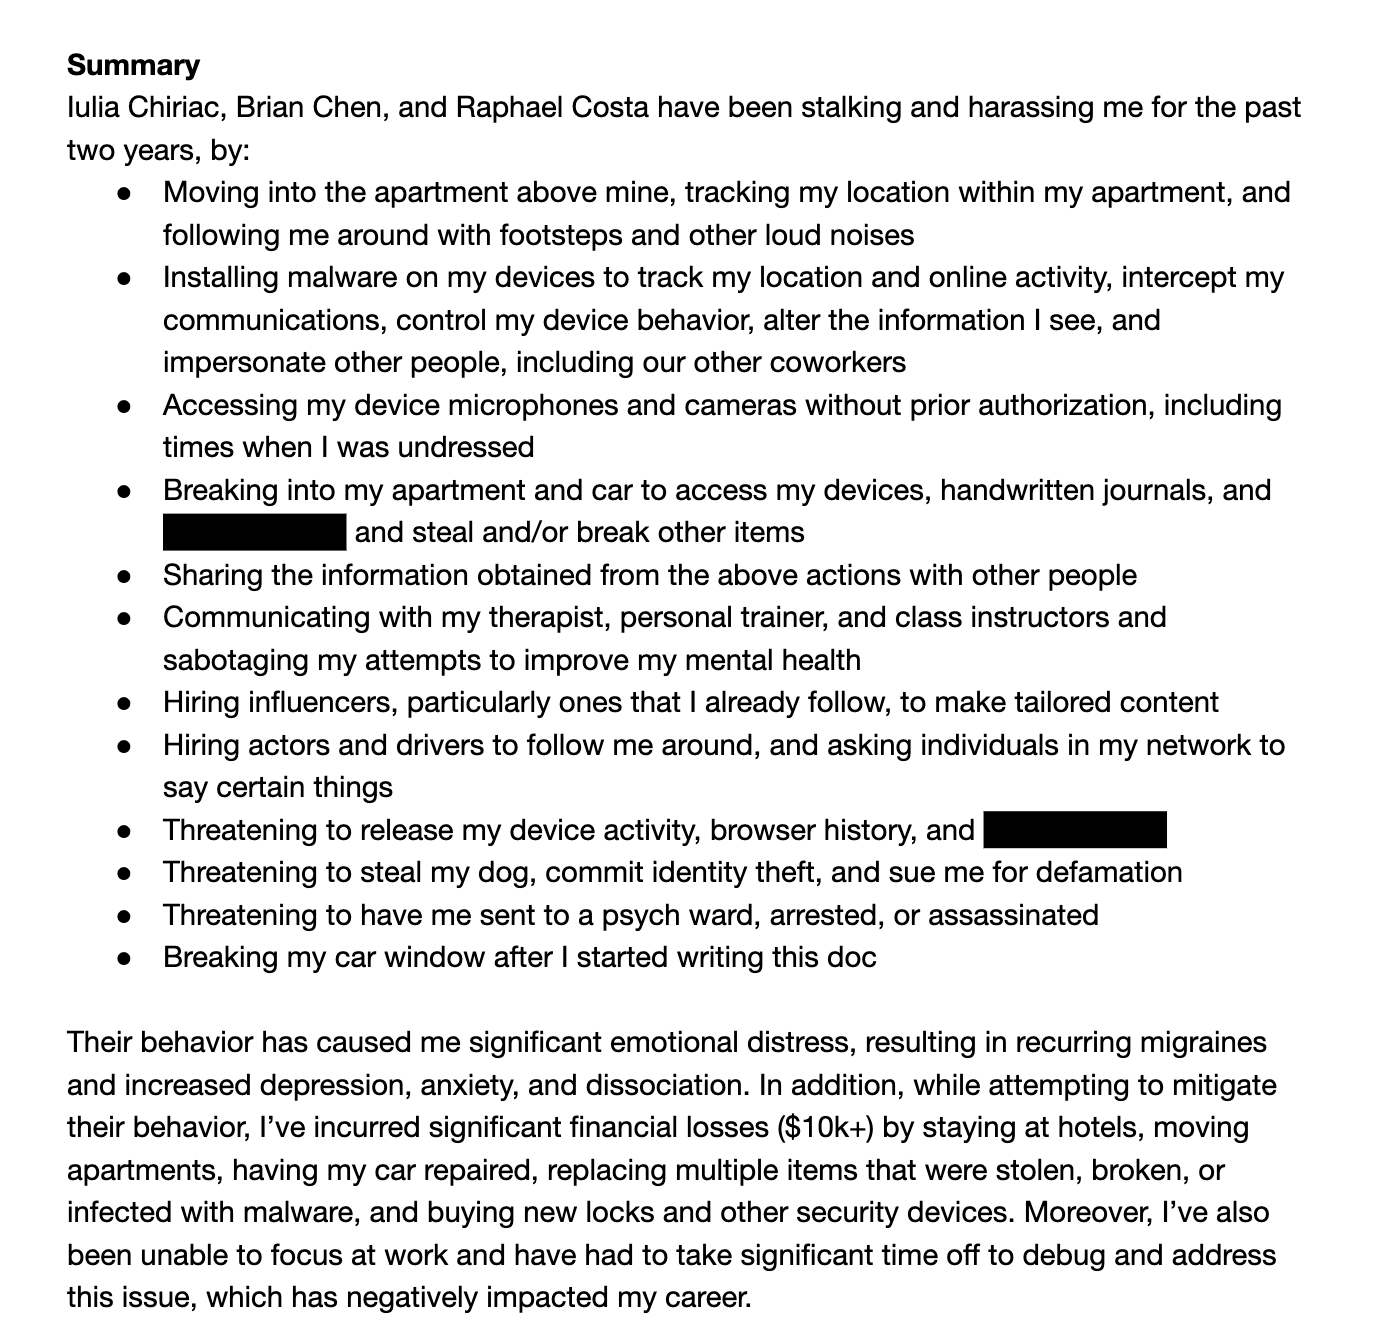 Summary
Iulia Chiriac, Brian Chen, and Raphael Costa have been stalking and harassing me for the past
two years, by:
● Moving into the apartment above mine, tracking my location within my apartment, and
following me around with footsteps and other loud noises
● Installing malware on my devices to track my location and online activity, intercept my
communications, control my device behavior, alter the information I see, and
impersonate other people, including our other coworkers
● Accessing my device microphones and cameras without prior authorization, including
times when I was undressed
● Breaking into my apartment and car to access my devices, handwritten journals, and
and steal and/or break other items
● Sharing the information obtained from the above actions with other people
● Communicating with my therapist, personal trainer, and class instructors and
sabotaging my attempts to improve my mental health
● Hiring influencers, particularly ones that I already follow, to make tailored content
● Hiring actors and drivers to follow me around, and asking individuals in my network to
say certain things
● Threatening to release my device activity, browser history, and
● Threatening to steal my dog, commit identity theft, and sue me for defamation
● Threatening to have me sent to a psych ward, arrested, or assassinated
● Breaking my car window after I started writing this doc
Their behavior has caused me significant emotional distress, resulting in recurring migraines
and increased depression, anxiety, and dissociation. In addition, while attempting to mitigate
their behavior, I've incurred significant financial losses ($10k+) by staying at hotels, moving
apartments, having my car repaired, replacing multiple items that were stolen, broken, or
infected with malware, and buying new locks and other security devices. Moreover, I've also
been unable to focus at work and have had to take significant time off to debug and address
this issue, which has negatively impacted my career.